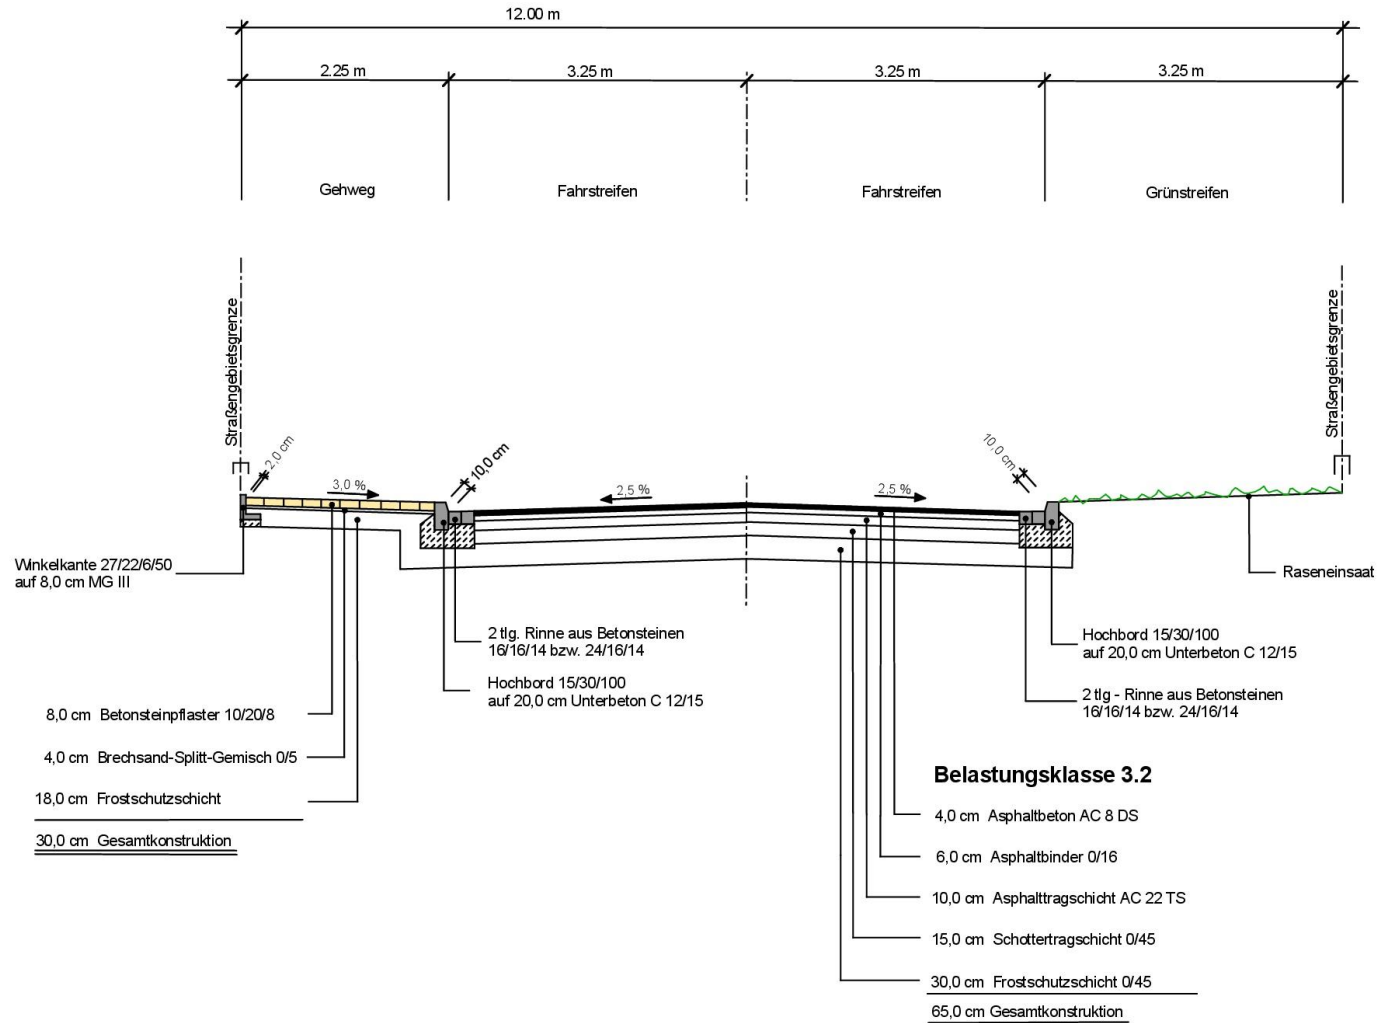 12.00 m
2.25 m
3.25 m
3.25 m
3.25 m
Gehweg
Fahrstreifen
Fahrstreifen
Grünstreifen
Straßengebietsgrenze
Straßengebietsgrenze
2,0 cm
3,0 %
10,0 cm
2,5 %
2,5 %
10,0 cm
Winkelkante 27/22/6/50
auf 8,0 cm MG III
Raseneinsaat
2 tlg. Rinne aus Betonsteinen
16/16/14 bzw. 24/16/14
Hochbord 15/30/100
auf 20,0 cm Unterbeton C 12/15
Hochbord 15/30/100
auf 20,0 cm Unterbeton C 12/15
2 tlg - Rinne aus Betonsteinen
16/16/14 bzw. 24/16/14
8,0 cm Betonsteinpflaster 10/20/8
4,0 cm Brechsand-Splitt-Gemisch 0/5
18,0 cm Frostschutzschicht
30,0 cm Gesamtkonstruktion
Belastungsklasse 3.2
4,0 cm Asphaltbeton AC 8 DS
6,0 cm Asphaltbinder 0/16
10,0 cm Asphalttragschicht AC 22 TS
15,0 cm Schottertragschicht 0/45
30,0 cm Frostschutzschicht 0/45
65,0 cm Gesamtkonstruktion